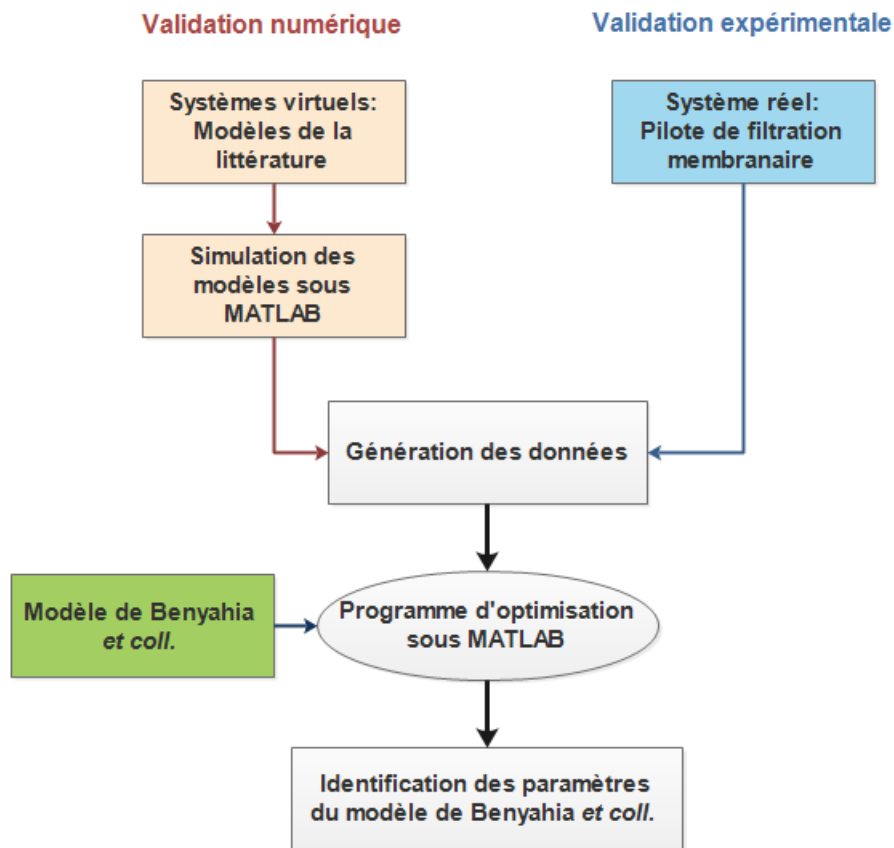 Validation numérique
Validation expérimentale
Systèmes virtuels:
Modèles de la
littérature
Système réel:
Pilote de filtration
membranaire
Simulation des
modèles sous
MATLAB
Génération des données
Modèle de Benyahia
et coll.
Programme d'optimisation
sous MATLAB
Identification des paramètres
du modèle de Benyahia et coll.